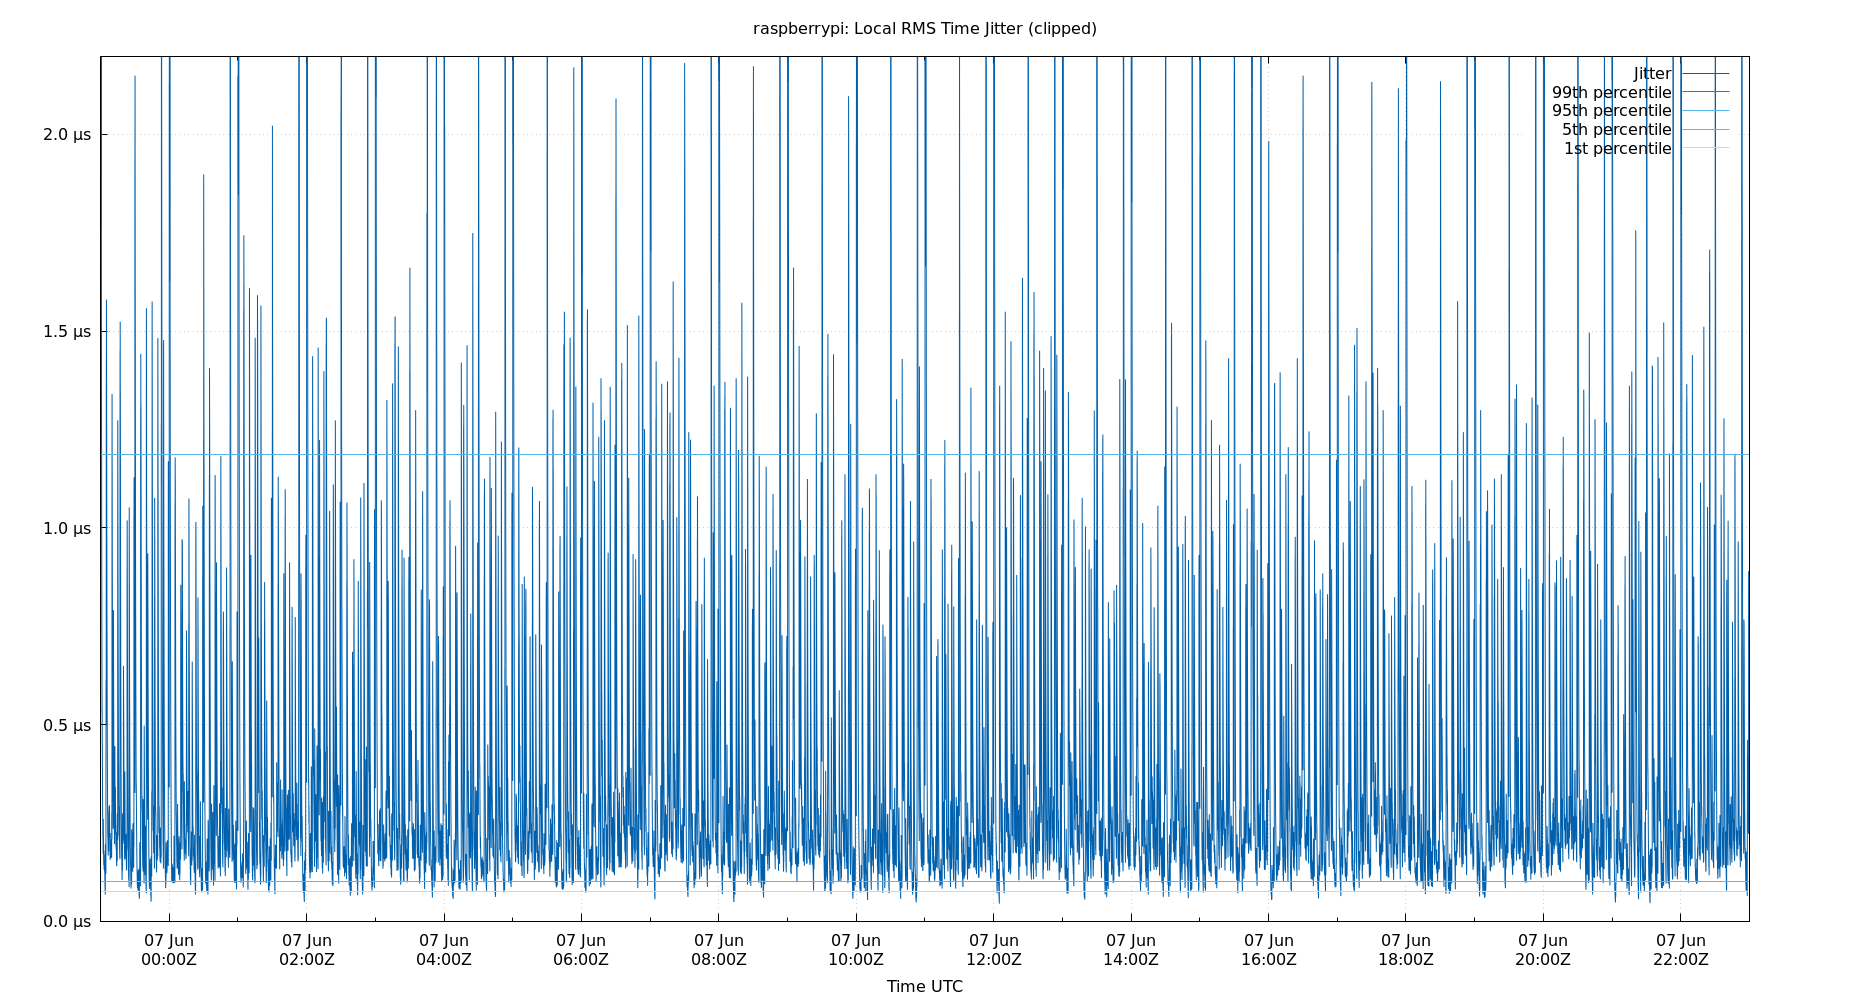 raspberrypi: Local RMS Time Jitter (clipped)
Jitter
99th percentile
95th percentile
5th percentile
1st percentile
2.0 µs
1.5 µs
1.0 µs
0.5 µs
0.0 µs
07 Jun 07 Jun 07 Jun 07 Jun 07 Jun 07 Jun 07 Jun 07 Jun 07 Jun 07 Jun 07 Jun 07 Jun
00:00Z 02:00Z 04:00Z 06:00Z 08:00Z 10:00Z 12:00Z 14:00Z 16:00Z 18:00Z 20:00Z 22:00Z
Time UTC